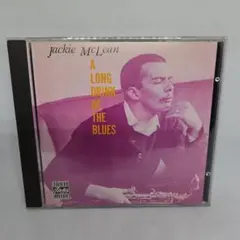 jackie McLean
A
LONG
DRINK
OF THE
BLUES